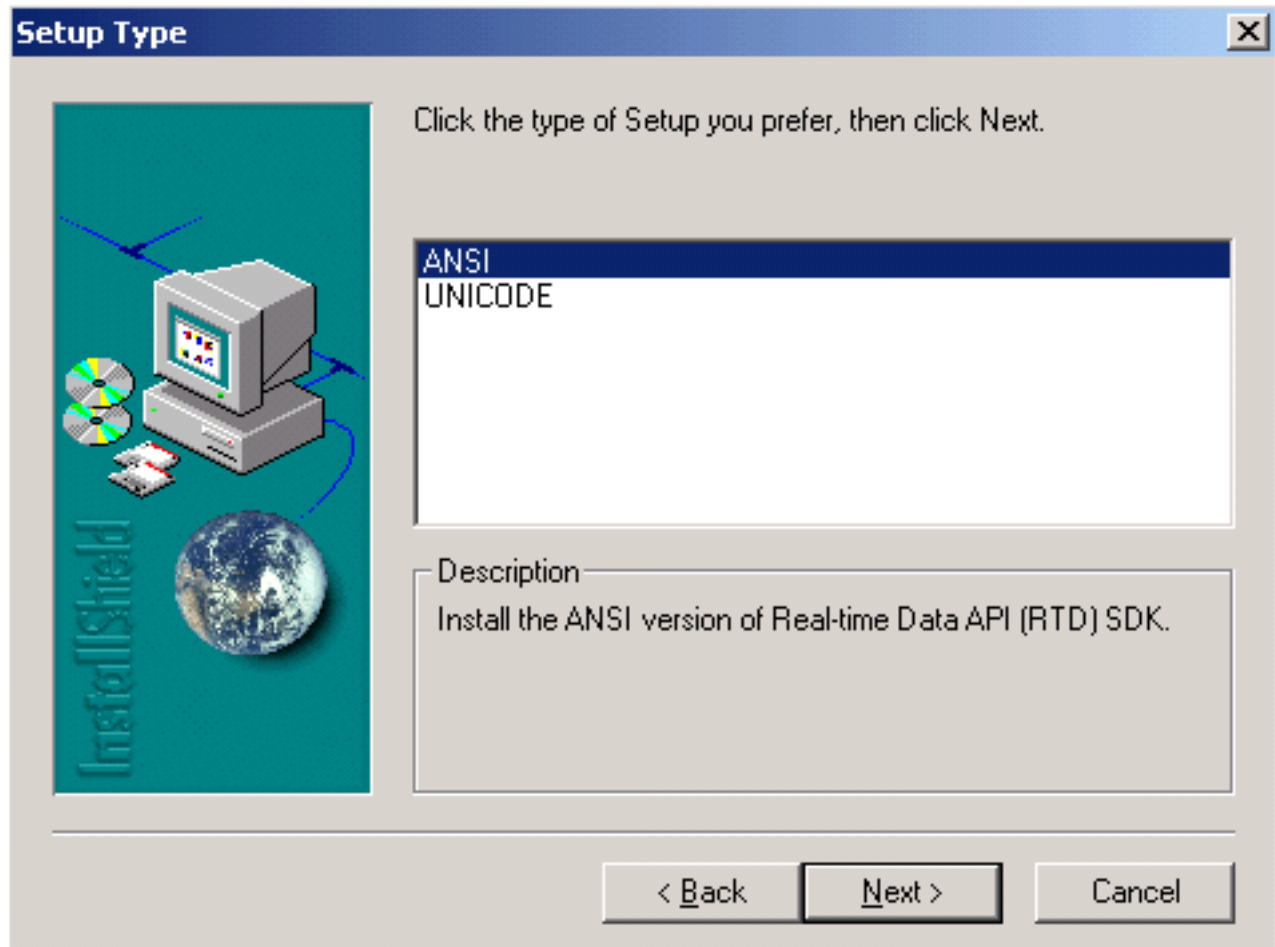 Setup Type
Click the type of Setup you prefer, then click Next.
ANSI
UNICODE
InstallShield
Description
Install the ANSI version of Real-time Data API (RTD) SDK.
< Back
Next >
Cancel